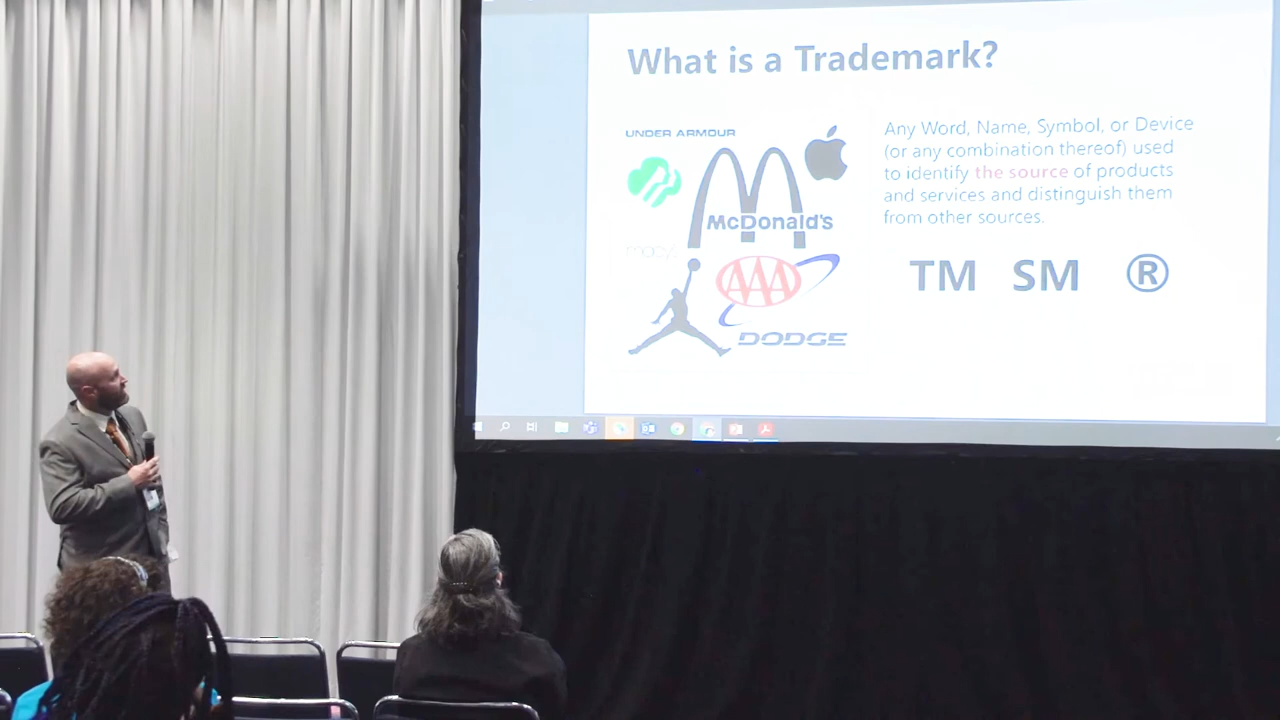 What is a Trademark?
UNDER ARMOUR
McDonald's
macy's
AAA
DODGE
Any Word, Name, Symbol, or Device
(or any combination thereof) used
to identify the source of products
and services and distinguish them
from other sources.
TM SM ®